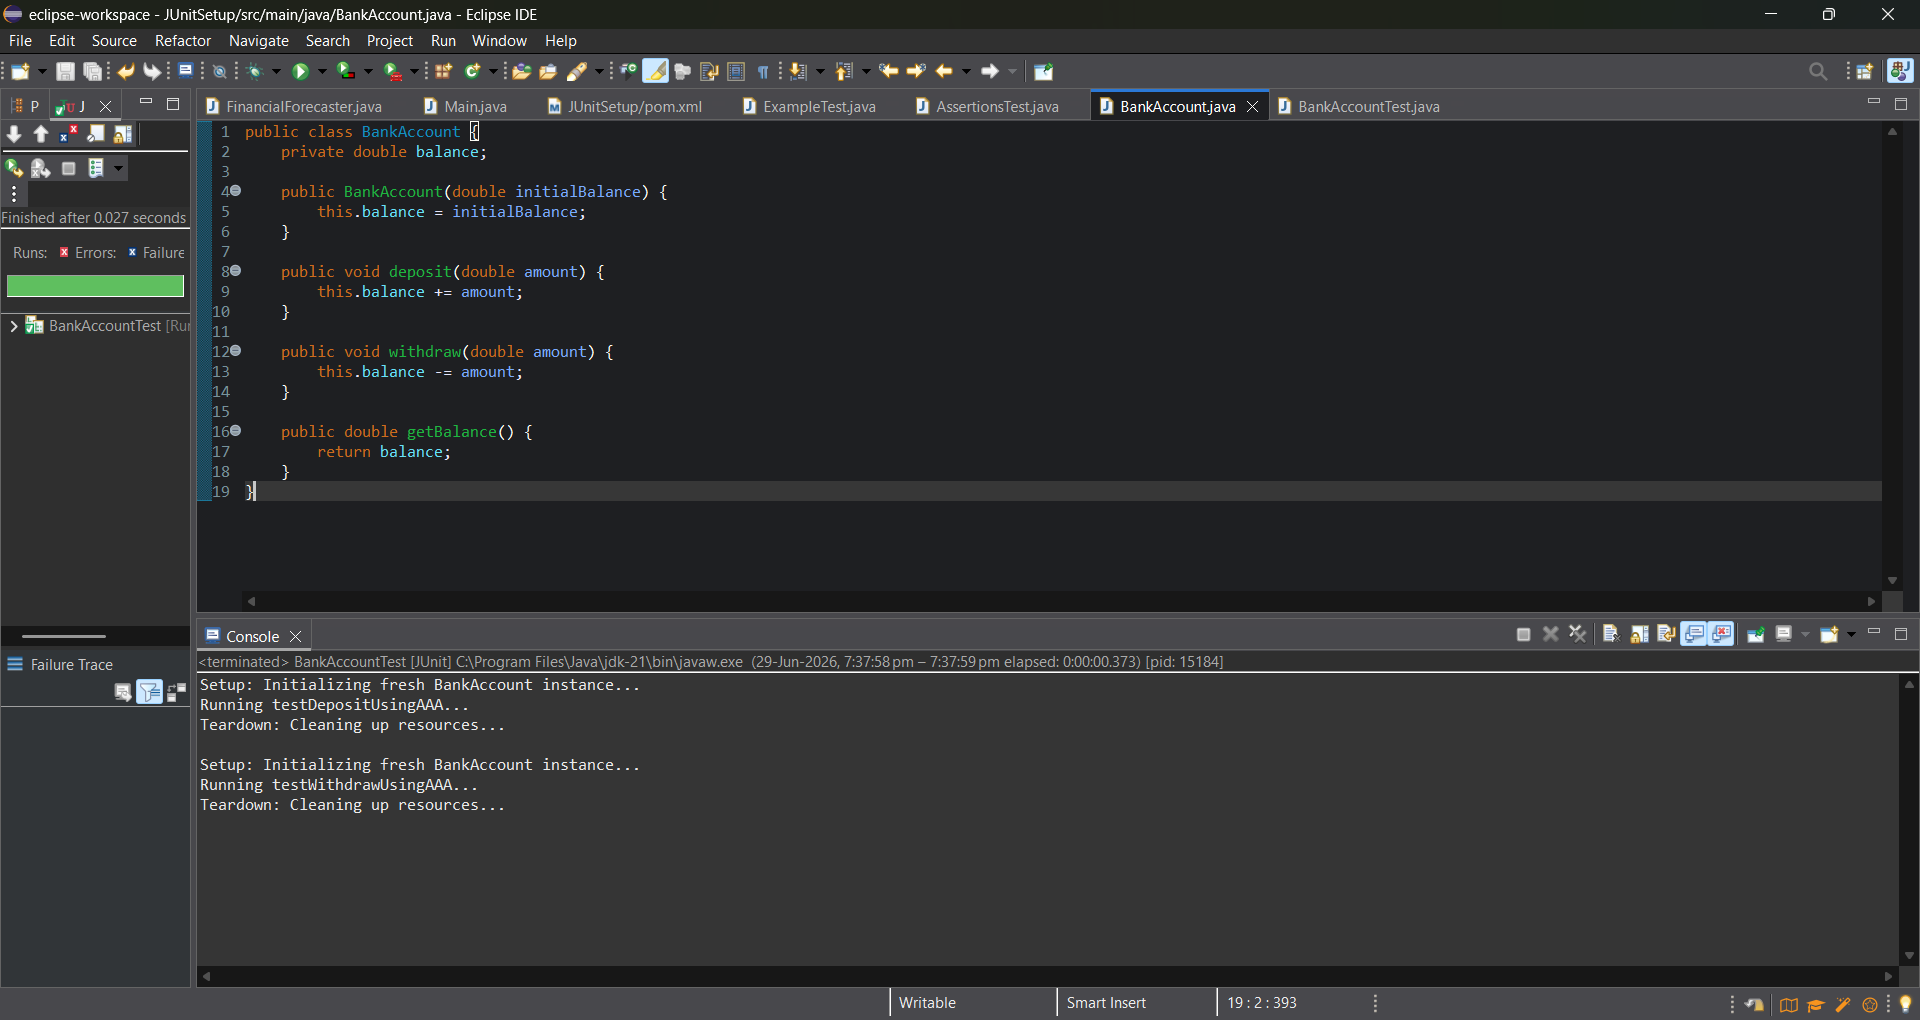 eclipse-workspace - JUnitSetup/src/main/java/BankAccount.java - Eclipse IDE
File Edit Source Refactor Navigate Search Project Run Window Help
P
J
FinancialForecaster.java
Main.java
JUnitSetup/pom.xml
ExampleTest.java
AssertionsTest.java
BankAccount.java
BankAccountTest.java
Finished after 0.027 seconds
Runs: Errors: Failure
BankAccountTest [Ru
Failure Trace
1 public class BankAccount {
2     private double balance;
3
4     public BankAccount(double initialBalance) {
5         this.balance = initialBalance;
6     }
7
8     public void deposit(double amount) {
9         this.balance += amount;
10     }
11
12     public void withdraw(double amount) {
13         this.balance -= amount;
14     }
15
16     public double getBalance() {
17         return balance;
18     }
19 }
Console
<terminated> BankAccountTest [JUnit] C:\Program Files\Java\jdk-21\bin\javaw.exe (29-Jun-2026, 7:37:58 pm – 7:37:59 pm elapsed: 0:00:00.373) [pid: 15184]
Setup: Initializing fresh BankAccount instance...
Running testDepositUsingAAA...
Teardown: Cleaning up resources...
Setup: Initializing fresh BankAccount instance...
Running testWithdrawUsingAAA...
Teardown: Cleaning up resources...
Writable
Smart Insert
19 : 2 : 393